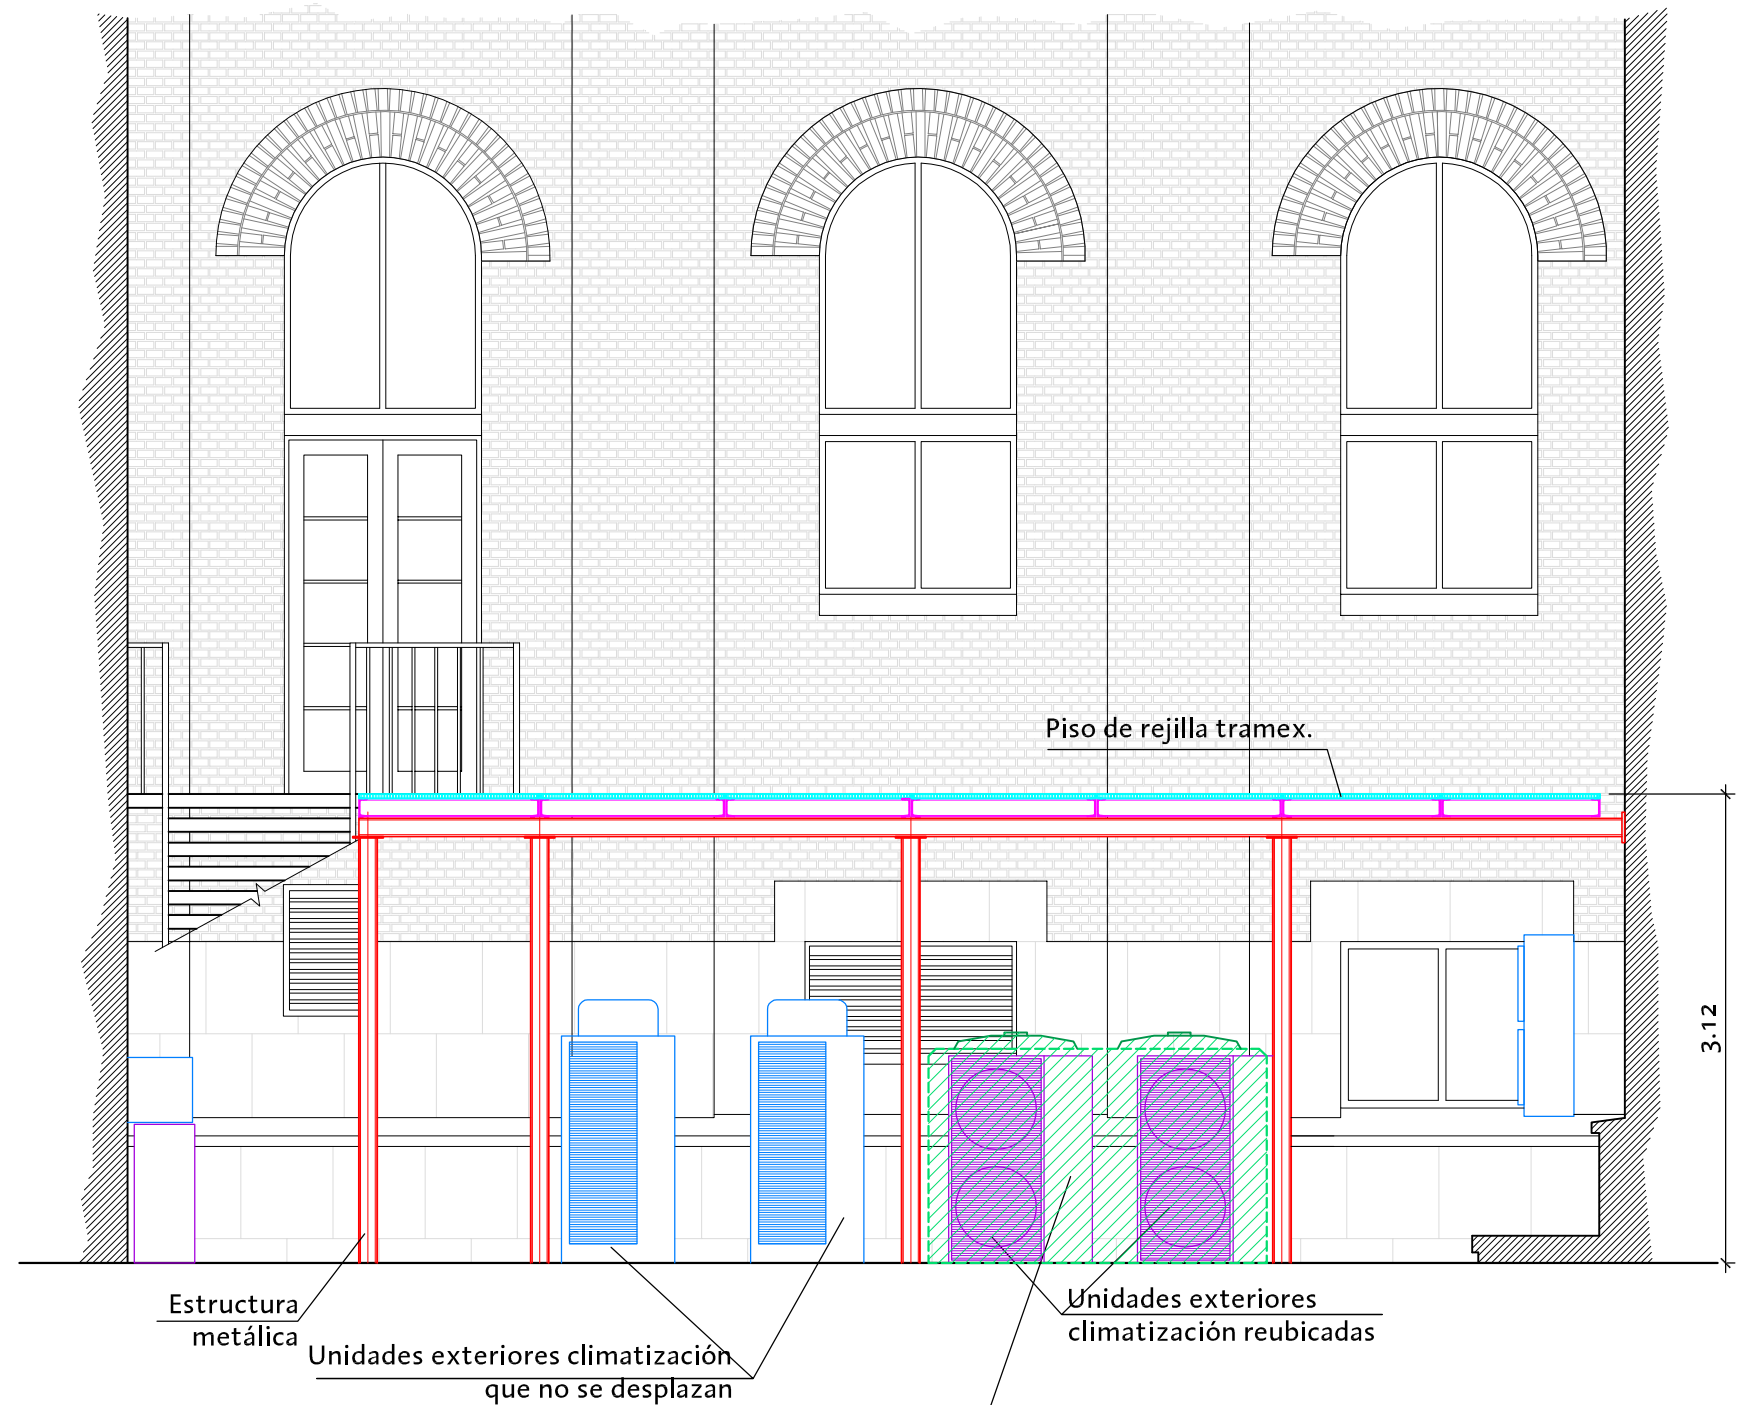 Piso de rejilla tramex.
3.12
Estructura
metálica
Unidades exteriores
climatización reubicadas
Unidades exteriores climatización
que no se desplazan